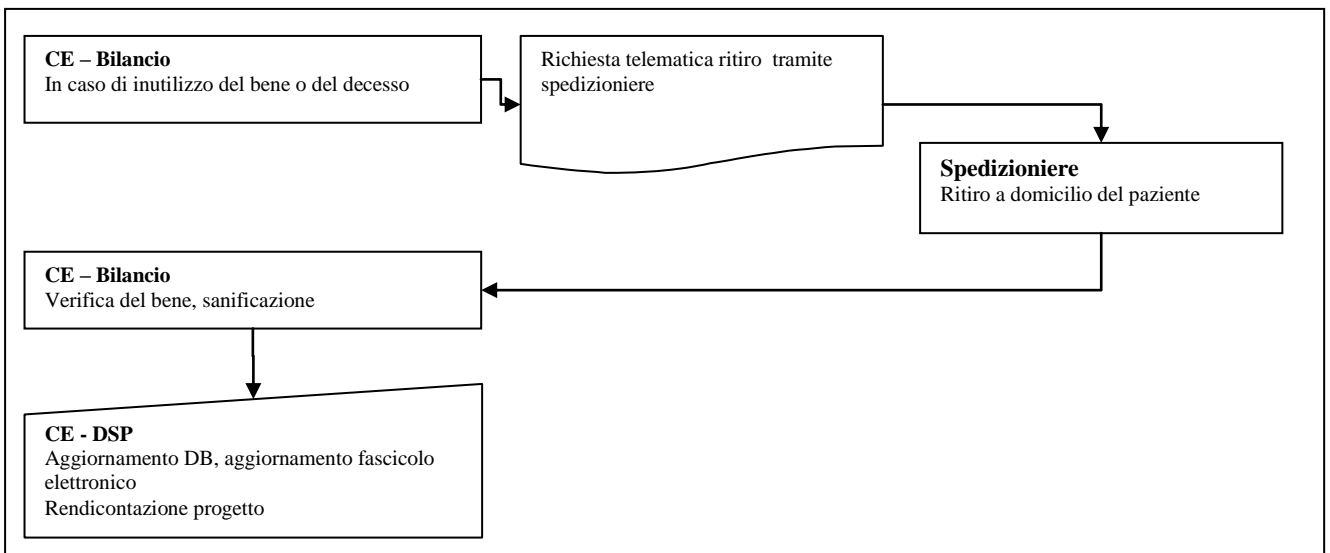 CE – Bilancio
In caso di inutilizzo del bene o del decesso
Richiesta telematica ritiro  tramite
spedizioniere
Spedizioniere
Ritiro a domicilio del paziente
CE – Bilancio
Verifica del bene, sanificazione
CE - DSP
Aggiornamento DB, aggiornamento fascicolo
elettronico
Rendicontazione progetto